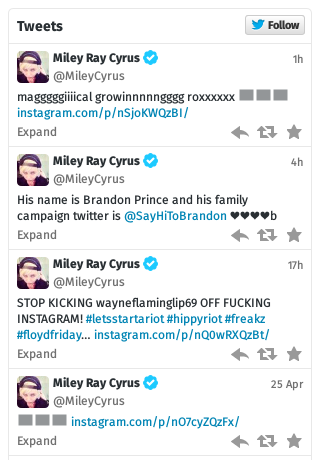 Tweets
Follow
Miley Ray Cyrus
1h
@MileyCyrus
magggggiiiical growinnnnngggg roxxxxxx
instagram.com/p/nSjoKWQzBI/
Expand
Miley Ray Cyrus
4h
@MileyCyrus
His name is Brandon Prince and his family
campaign twitter is @SayHiToBrandon ♥♥♥♥b
Expand
Miley Ray Cyrus
17h
@MileyCyrus
STOP KICKING wayneflaminglip69 OFF FUCKING
INSTAGRAM! #letsstartariot #hippyriot #freakz
#floydfriday... instagram.com/p/nQ0wRXQzBt/
Expand
Miley Ray Cyrus
25 Apr
@MileyCyrus
instagram.com/p/nO7cyZQzFx/
Expand